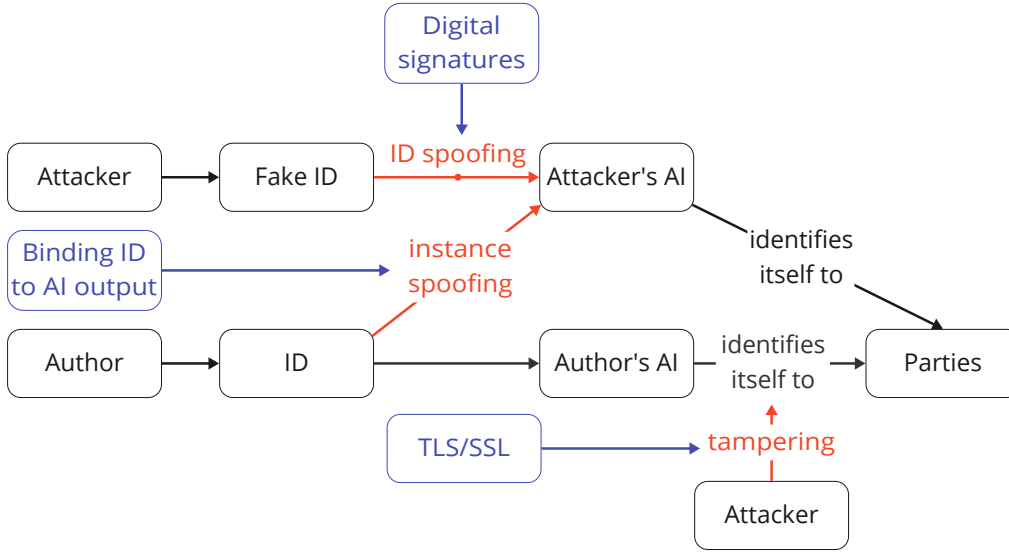 Digital
signatures
ID spoofing
Attacker
Fake ID
Attacker's AI
Binding ID
to AI output
instance
spoofing
identifies
itself to
Author
ID
Author's AI
identifies
itself to
Parties
TLS/SSL
tampering
Attacker